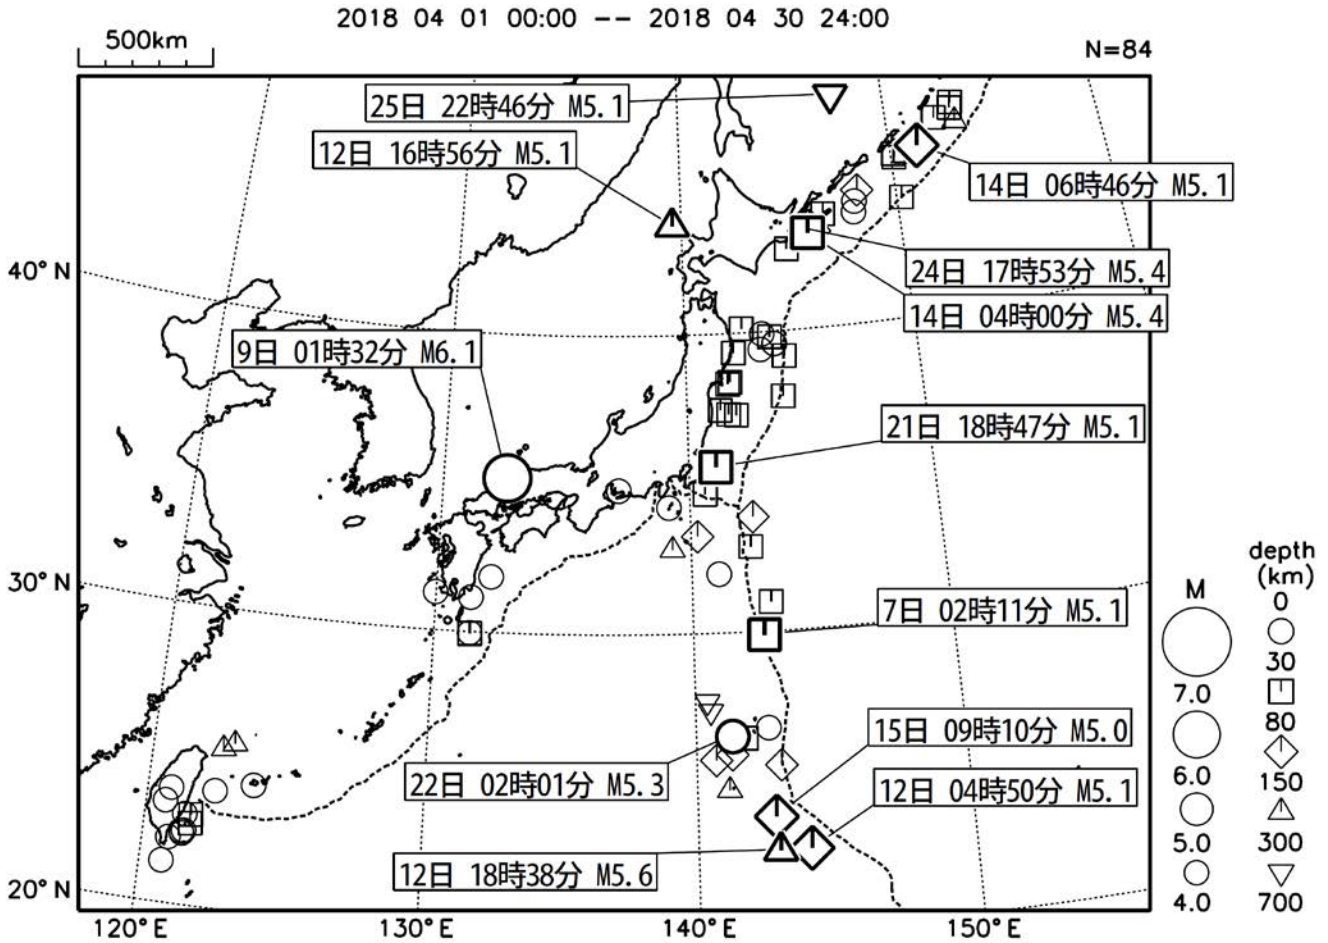 2018 04 01 00:00 -- 2018 04 30 24:00
500km
N=84
25日 22時46分 M5.1
12日 16時56分 M5.1
14日 06時46分 M5.1
24日 17時53分 M5.4
40°N
14日 04時00分 M5.4
9日 01時32分 M6.1
21日 18時47分 M5.1
30°N
7日 02時11分 M5.1
15日 09時10分 M5.0
22日 02時01分 M5.3
12日 04時50分 M5.1
12日 18時38分 M5.6
20°N
120°E
130°E
140°E
150°E
M
7.0
6.0
5.0
4.0
depth
(km)
0
30
80
150
300
700